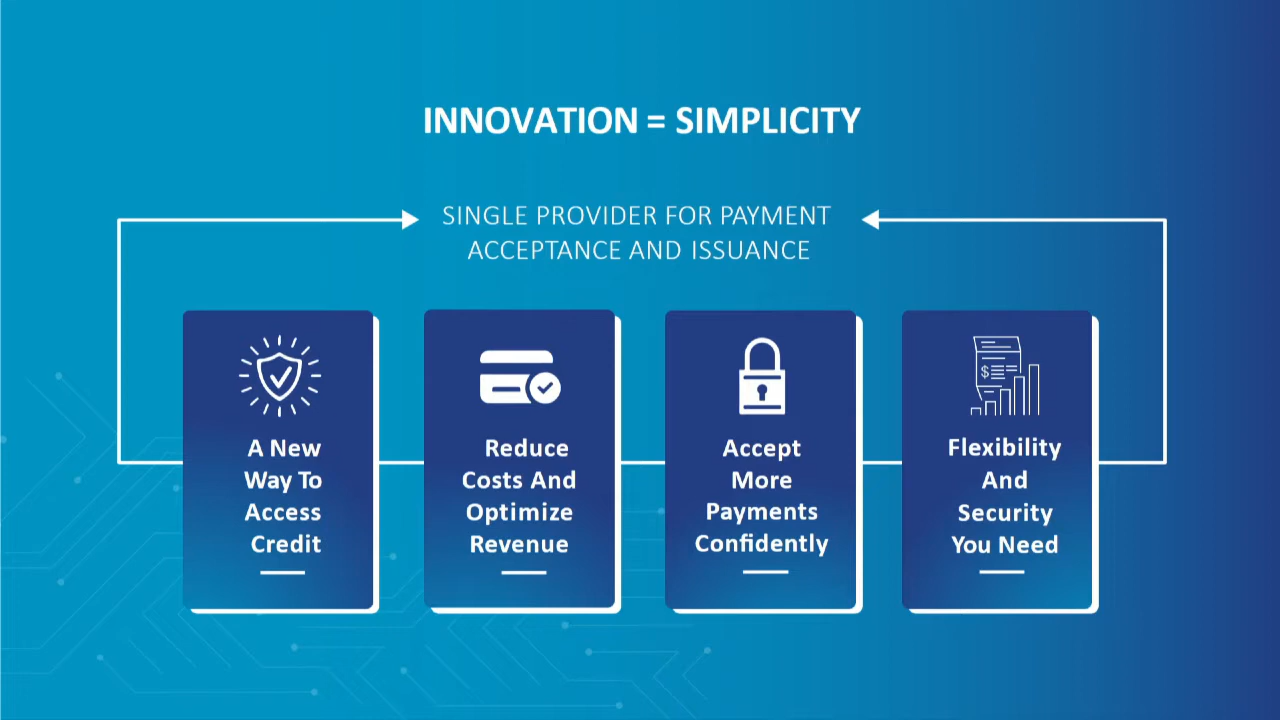 INNOVATION = SIMPLICITY
SINGLE PROVIDER FOR PAYMENT
ACCEPTANCE AND ISSUANCE
A New
Way To
Access
Credit
Reduce
Costs And
Optimize
Revenue
Accept
More
Payments
Confidently
$
Flexibility
And
Security
You Need